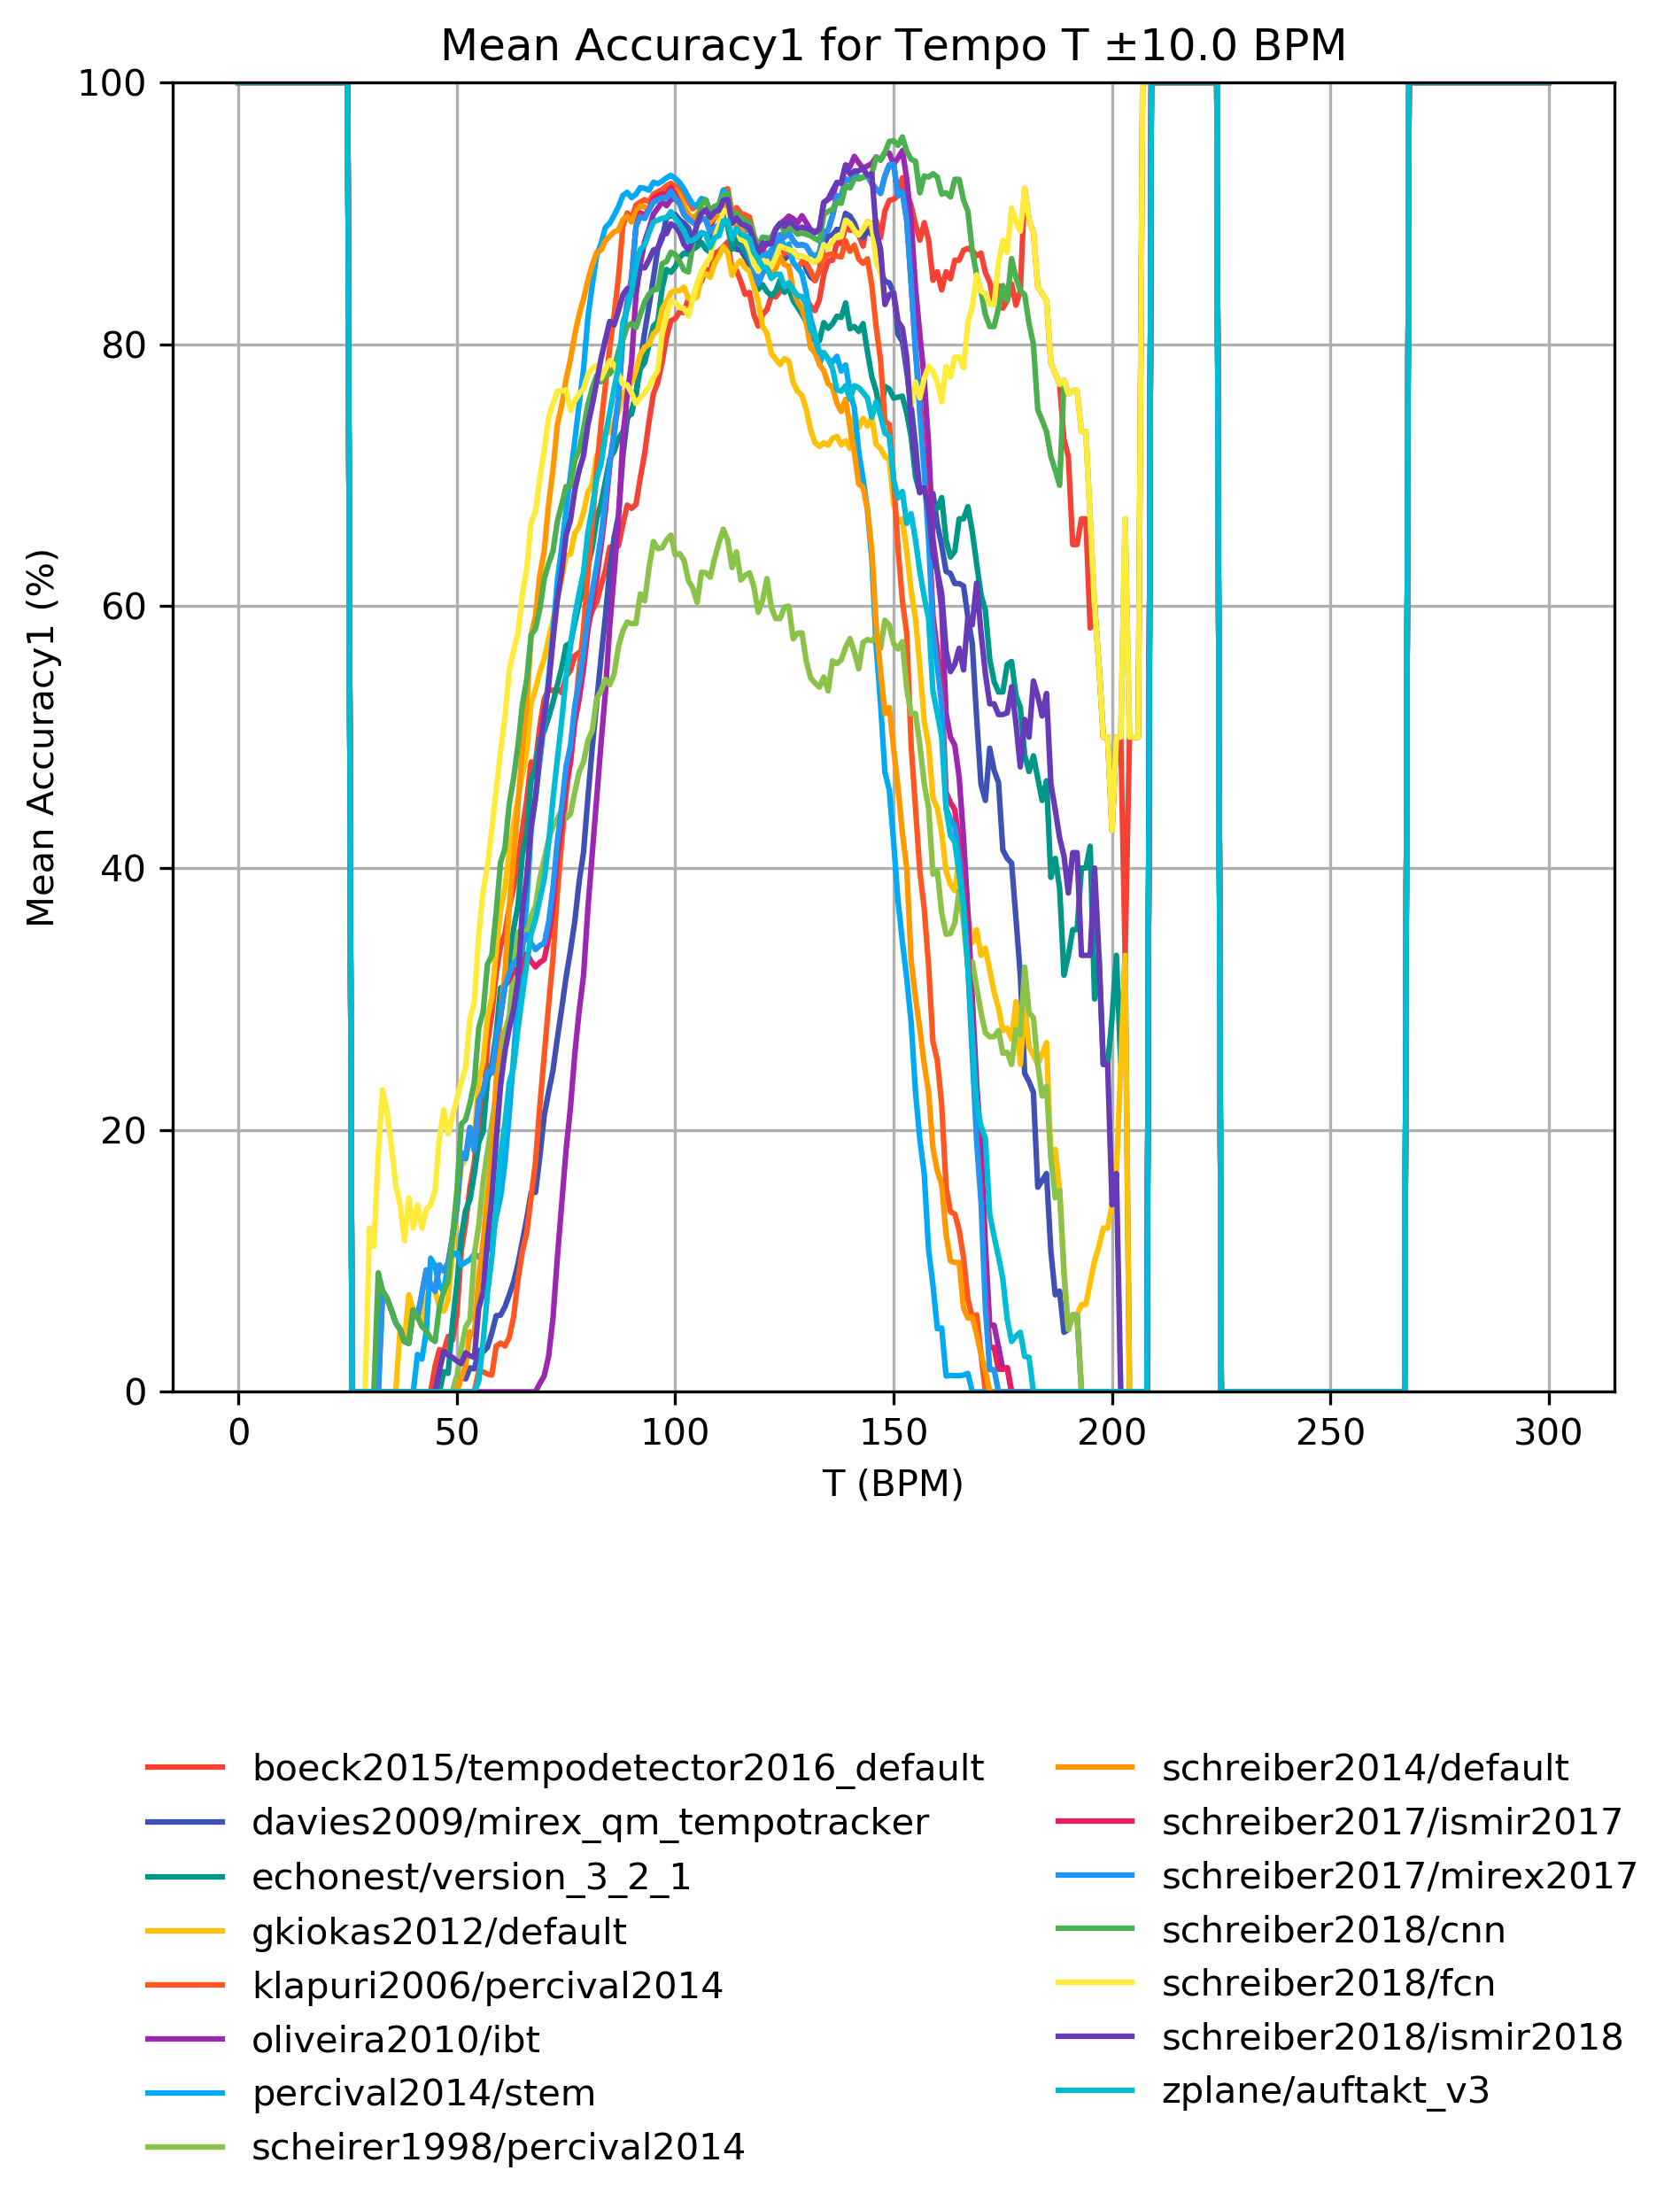 Mean Accuracy1 for Tempo T ±10.0 BPM
100
80
60
40
20
0
Mean Accuracy1 (%)
0 50 100 150 200 250 300
T (BPM)
boeck2015/tempodetector2016_default
davies2009/mirex_qm_tempotracker
echonest/version_3_2_1
gkiokas2012/default
klapuri2006/percival2014
oliveira2010/ibt
percival2014/stem
scheirer1998/percival2014
schreiber2014/default
schreiber2017/ismir2017
schreiber2017/mirex2017
schreiber2018/cnn
schreiber2018/fcn
schreiber2018/ismir2018
zplane/auftakt_v3